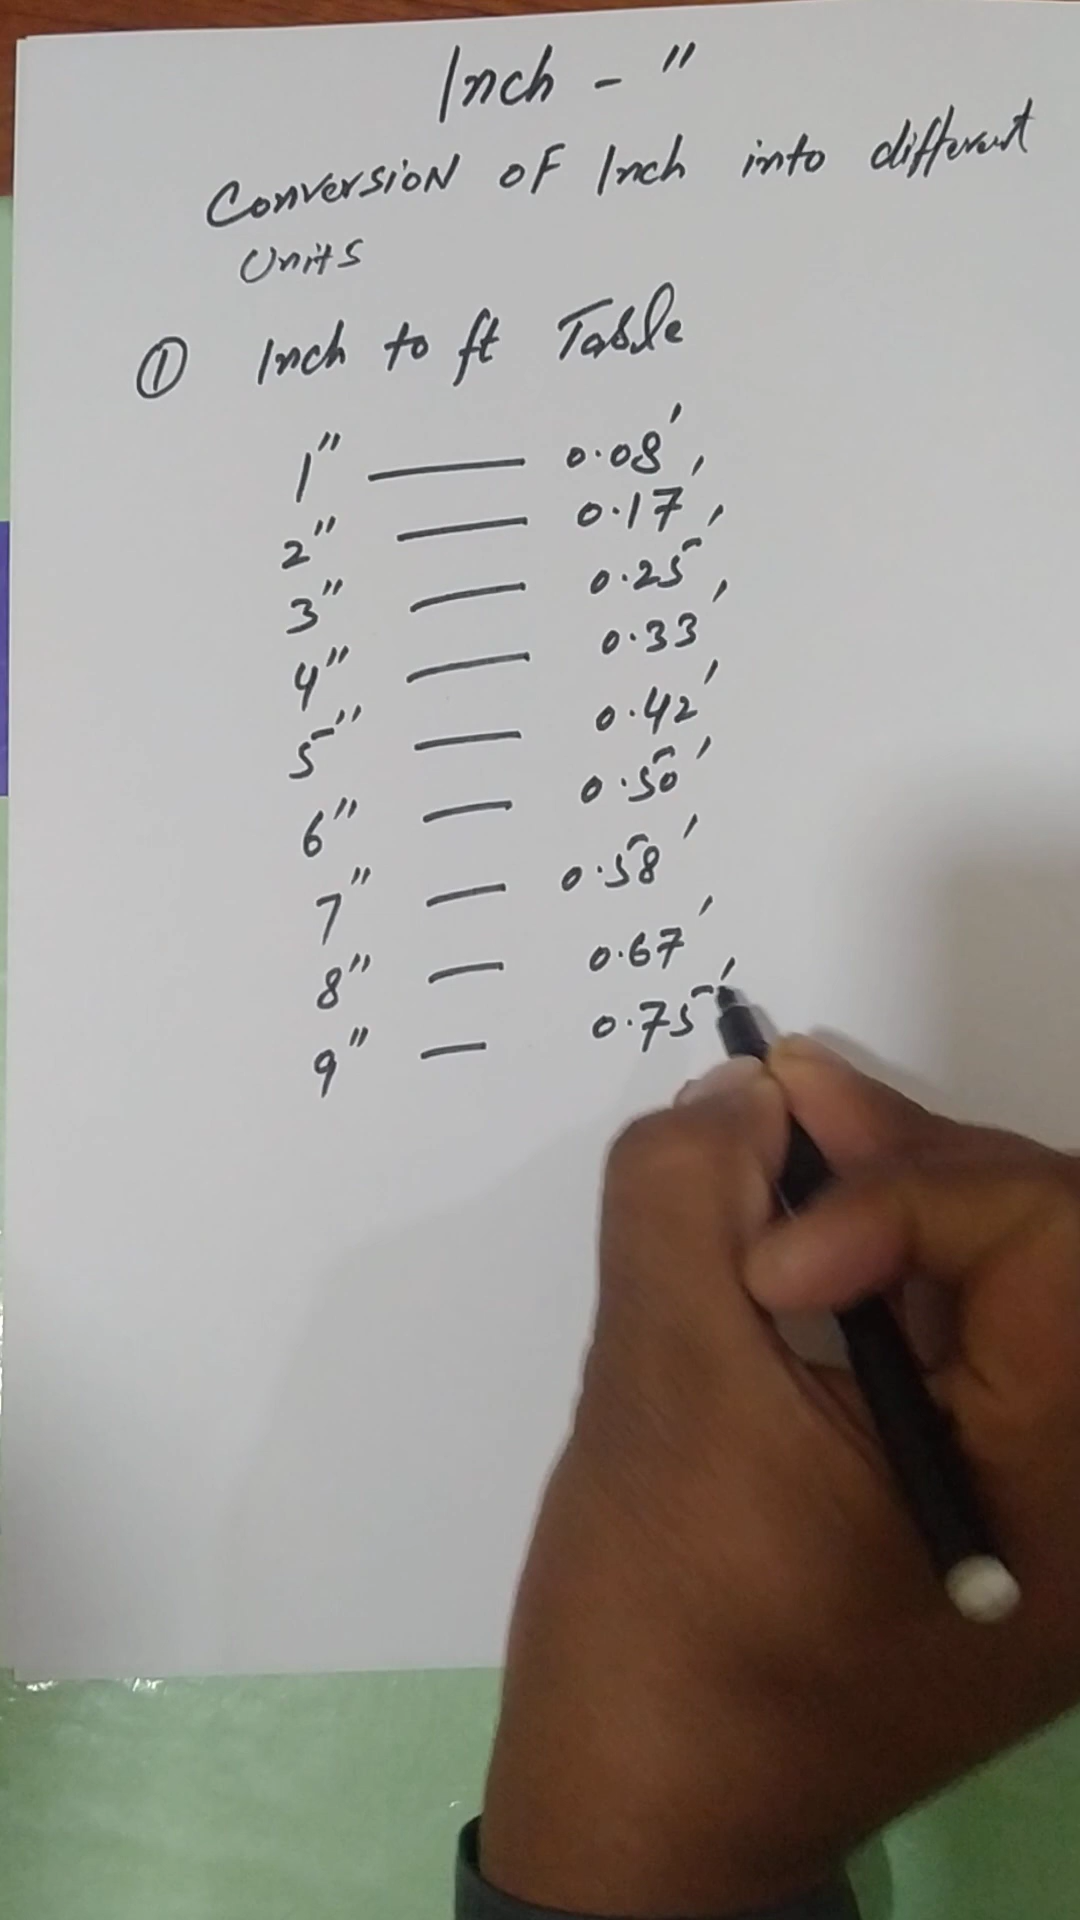 Inch - "
Conversion of Inch into different
Units
① Inch to ft Table
1" — 0.08'
2" — 0.17'
3" — 0.25'
4" — 0.33'
5" — 0.42'
6" — 0.50'
7" — 0.58'
8" — 0.67'
9" — 0.75'